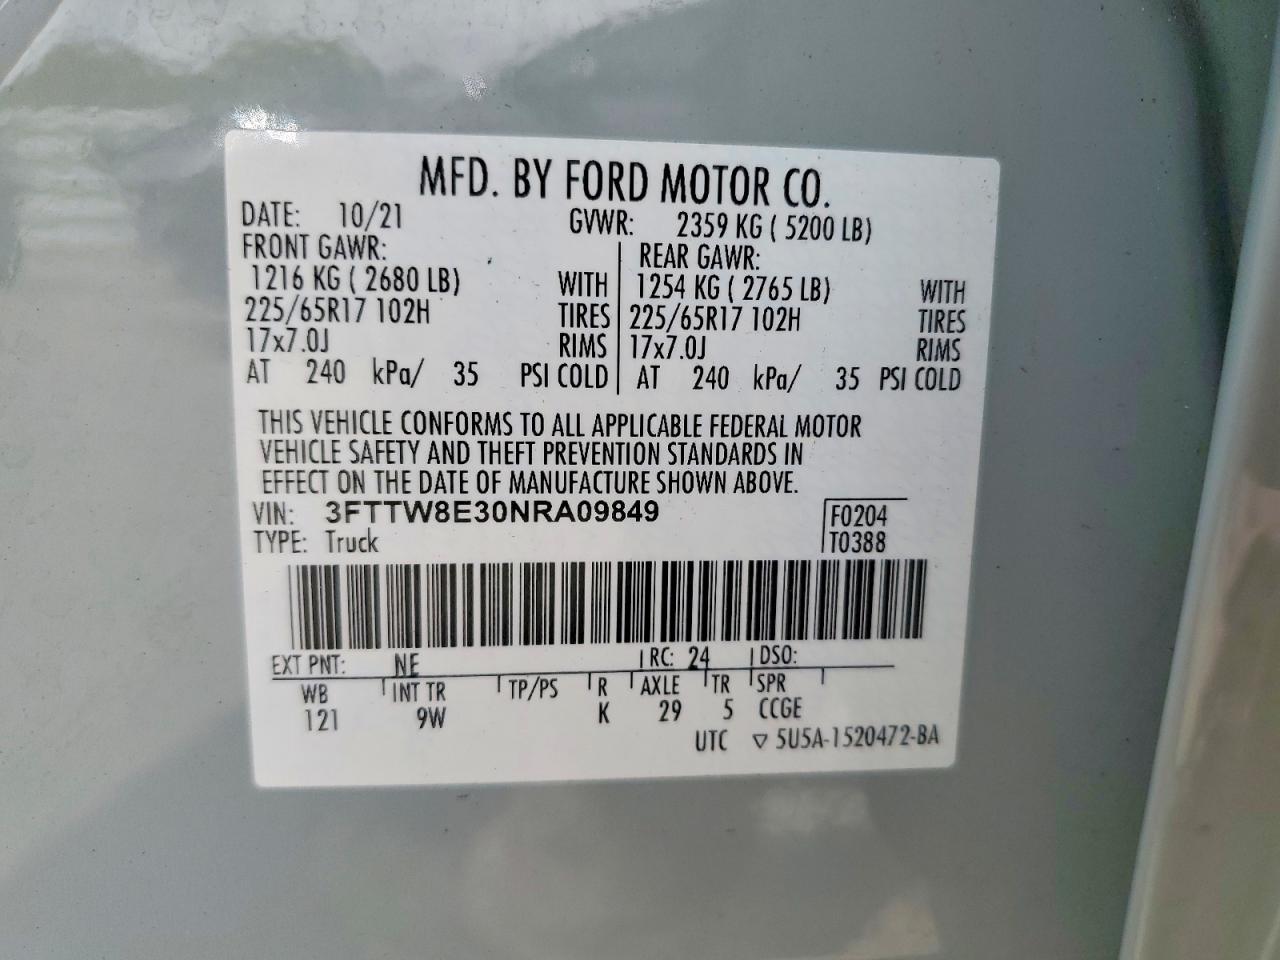 MFD. BY FORD MOTOR CO.
DATE: 10/21 GVWR: 2359 KG ( 5200 LB)
FRONT GAWR: REAR GAWR:
1216 KG ( 2680 LB) WITH 1254 KG ( 2765 LB) WITH
225/65R17 102H TIRES 225/65R17 102H TIRES
17x7.0J RIMS 17x7.0J RIMS
AT 240 kPa/ 35 PSI COLD AT 240 kPa/ 35 PSI COLD
THIS VEHICLE CONFORMS TO ALL APPLICABLE FEDERAL MOTOR
VEHICLE SAFETY AND THEFT PREVENTION STANDARDS IN
EFFECT ON THE DATE OF MANUFACTURE SHOWN ABOVE.
VIN: 3FTTW8E30NRA09849 F0204
TYPE: Truck T0388
EXT PNT: NE RC: 24 DSO:
WB INT TR TP/PS R AXLE TR SPR
121 9W K 29 5 CCGE
UTC ▽ 5U5A-1520472-BA